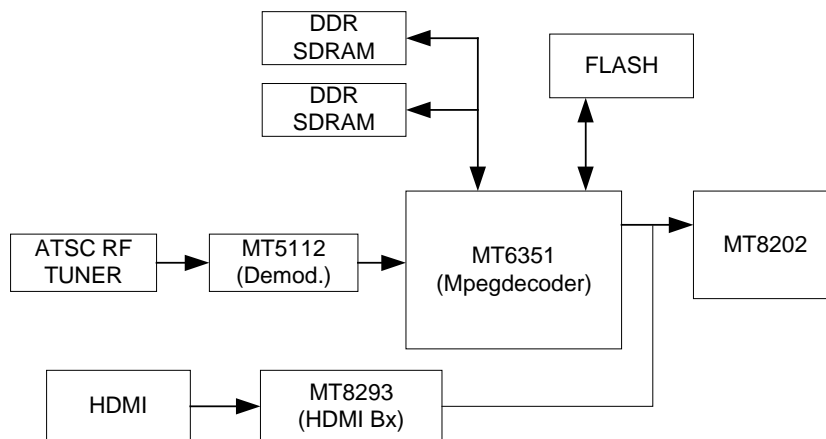 DDR
SDRAM
DDR
SDRAM
FLASH
ATSC RF
TUNER
MT5112
(Demod.)
MT6351
(Mpegdecoder)
MT8202
HDMI
MT8293
(HDMI Bx)